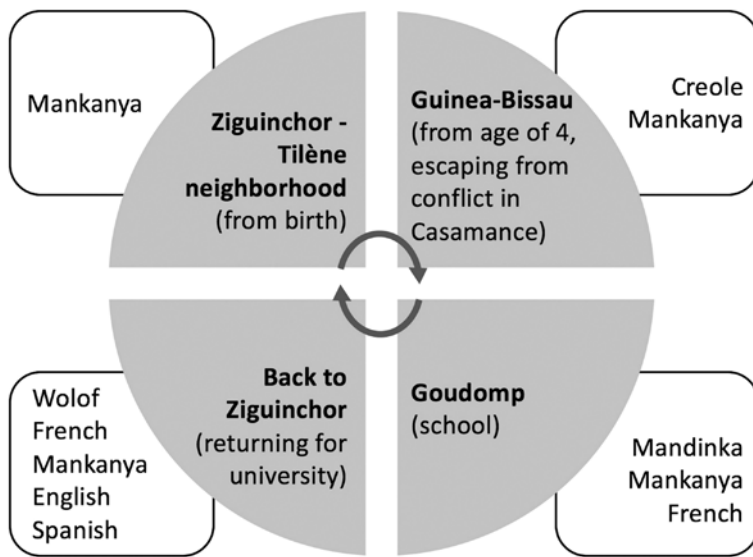 Mankanya
Ziguinchor -
Tilène
neighborhood
(from birth)
Guinea-Bissau
(from age of 4,
escaping from
conflict in
Casamance)
Creole
Mankanya
Goudomp
(school)
Mandinka
Mankanya
French
Back to
Ziguinchor
(returning for
university)
Wolof
French
Mankanya
English
Spanish